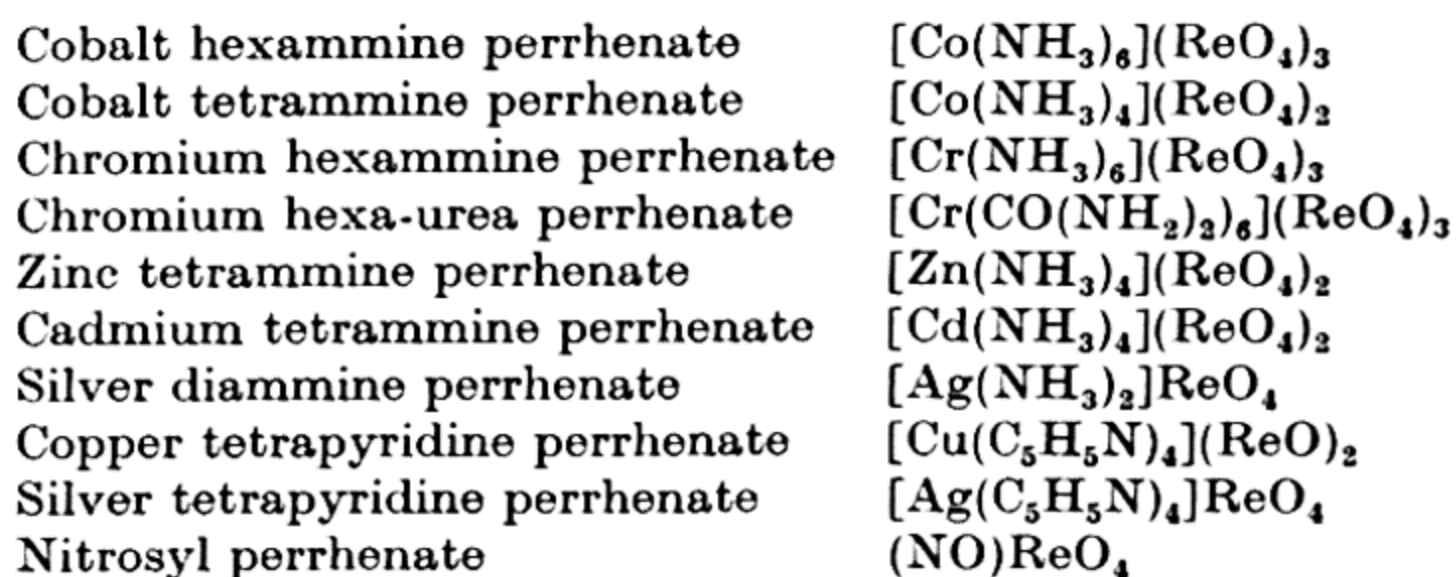 Cobalt hexammine perrhenate [Co(NH₃)₆](ReO₄)₃
Cobalt tetrammine perrhenate [Co(NH₃)₄](ReO₄)₂
Chromium hexammine perrhenate [Cr(NH₃)₆](ReO₄)₃
Chromium hexa-urea perrhenate [Cr(CO(NH₂)₂)₆](ReO₄)₃
Zinc tetrammine perrhenate [Zn(NH₃)₄](ReO₄)₂
Cadmium tetrammine perrhenate [Cd(NH₃)₄](ReO₄)₂
Silver diammine perrhenate [Ag(NH₃)₂]ReO₄
Copper tetrapyridine perrhenate [Cu(C₅H₅N)₄](ReO)₂
Silver tetrapyridine perrhenate [Ag(C₅H₅N)₄]ReO₄
Nitrosyl perrhenate (NO)ReO₄